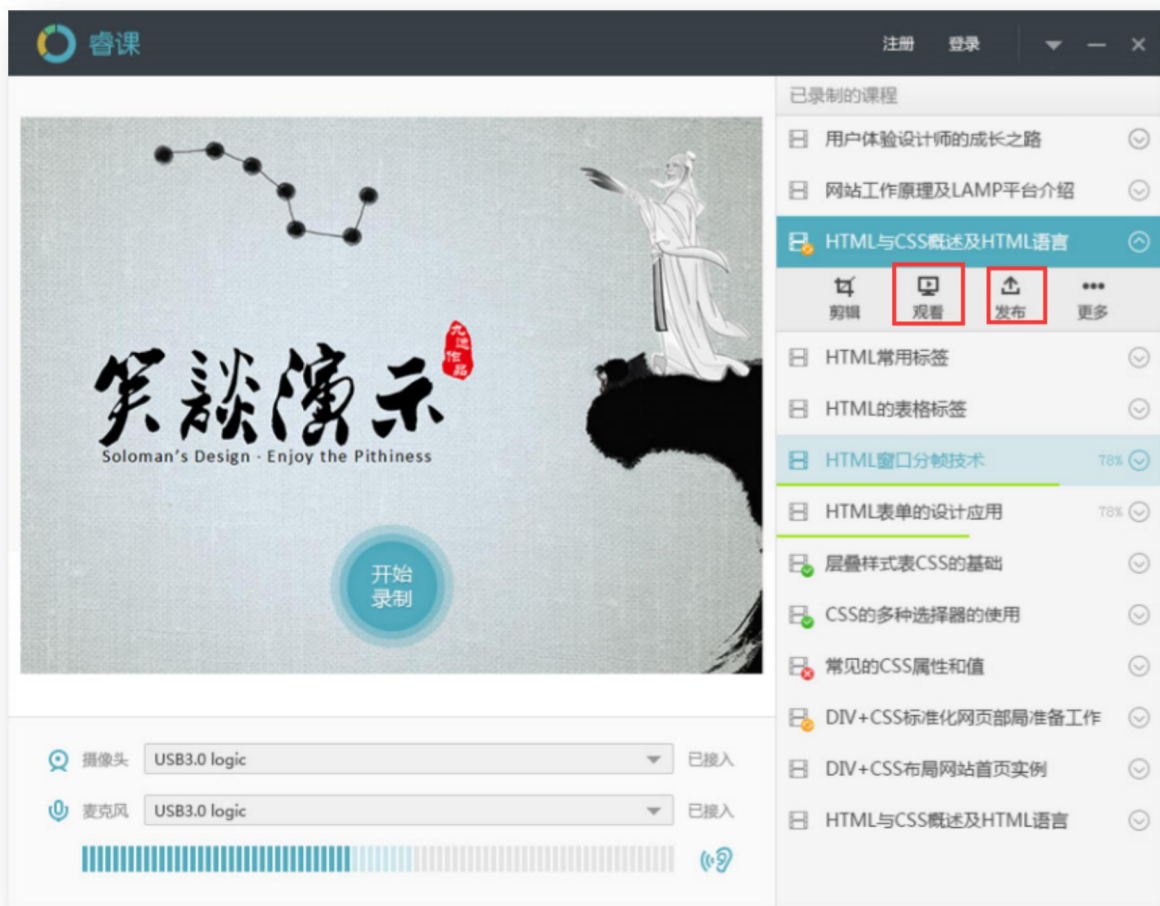 睿课
注册 登录
已录制的课程
用户体验设计师的成长之路
网站工作原理及LAMP平台介绍
HTML与CSS概述及HTML语言
剪辑 观看 发布 更多
HTML常用标签
HTML的表格标签
HTML窗口分帧技术 78%
HTML表单的设计应用 78%
层叠样式表CSS的基础
CSS的多种选择器的使用
常见的CSS属性和值
DIV+CSS标准化网页部局准备工作
DIV+CSS布局网站首页实例
HTML与CSS概述及HTML语言
笑談演示
Soloman's Design · Enjoy the Pithiness
开始
录制
摄像头 USB3.0 logic 已接入
麦克风 USB3.0 logic 已接入